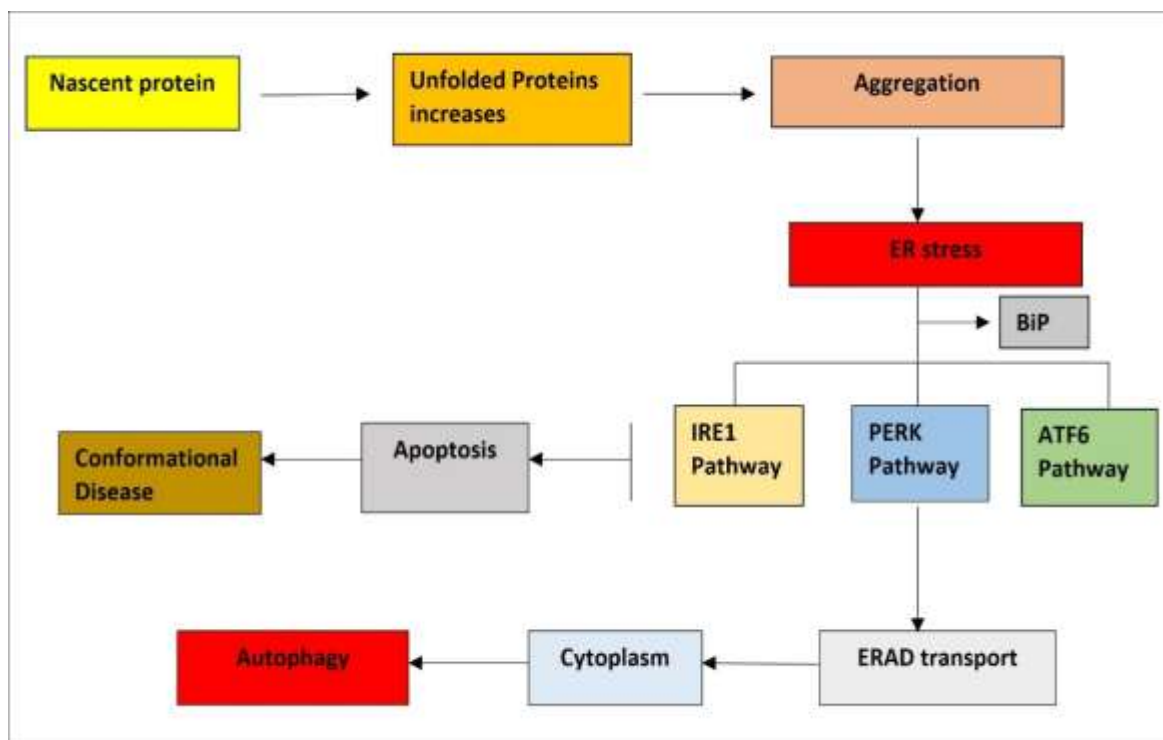 Nascent protein
Unfolded Proteins
increases
Aggregation
ER stress
BiP
IRE1
Pathway
PERK
Pathway
ATF6
Pathway
Apoptosis
Conformational
Disease
ERAD transport
Cytoplasm
Autophagy